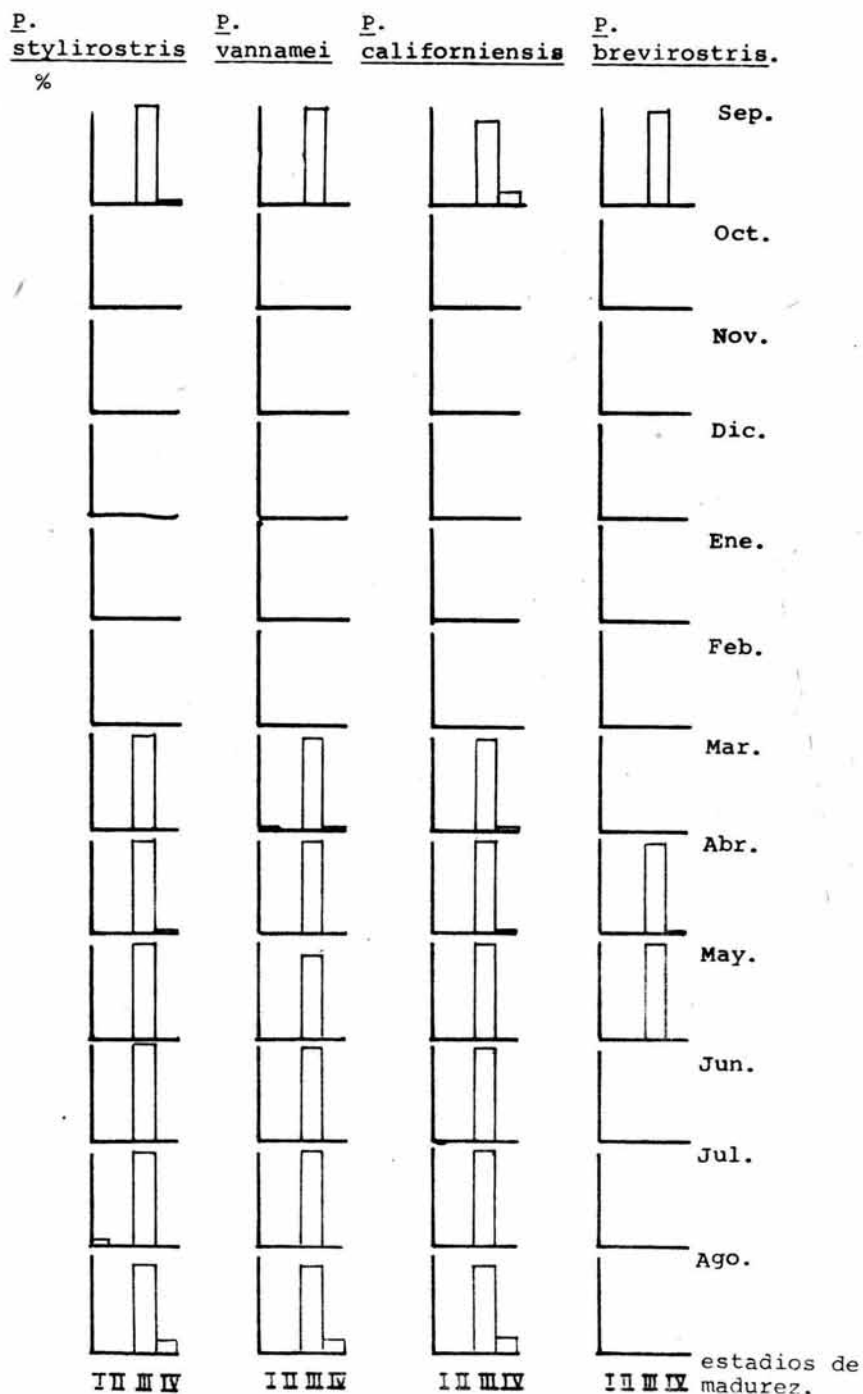 P. P. P. P.
stylirostris vannamei californiensis brevirostris.
%
Sep.
Oct.
Nov.
Dic.
Ene.
Feb.
Mar.
Abr.
May.
Jun.
Jul.
Ago.
I II III IV I II III IV I II III IV I II III IV estadios de
madurez.